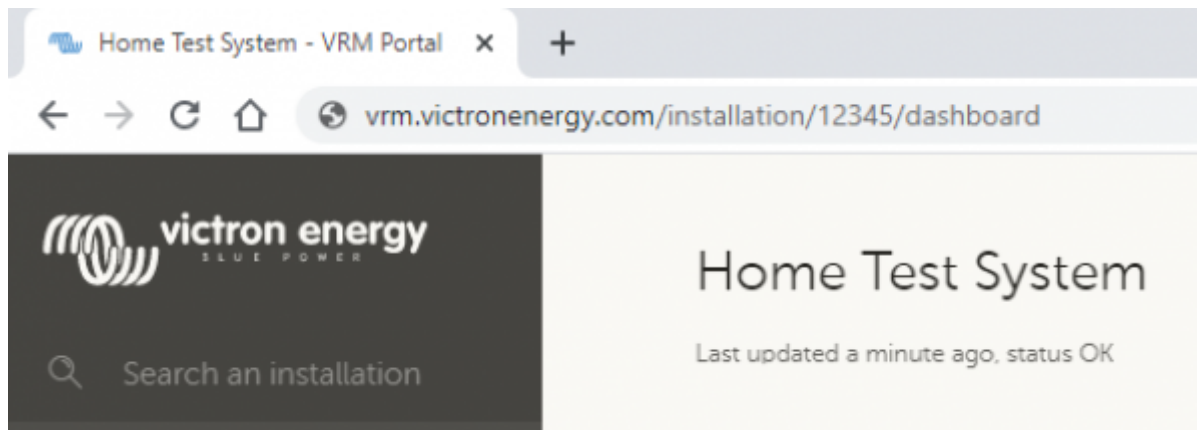 Home Test System - VRM Portal
vrm.victronenergy.com/installation/12345/dashboard
victron energy
BLUE POWER
Search an installation
Home Test System
Last updated a minute ago, status OK